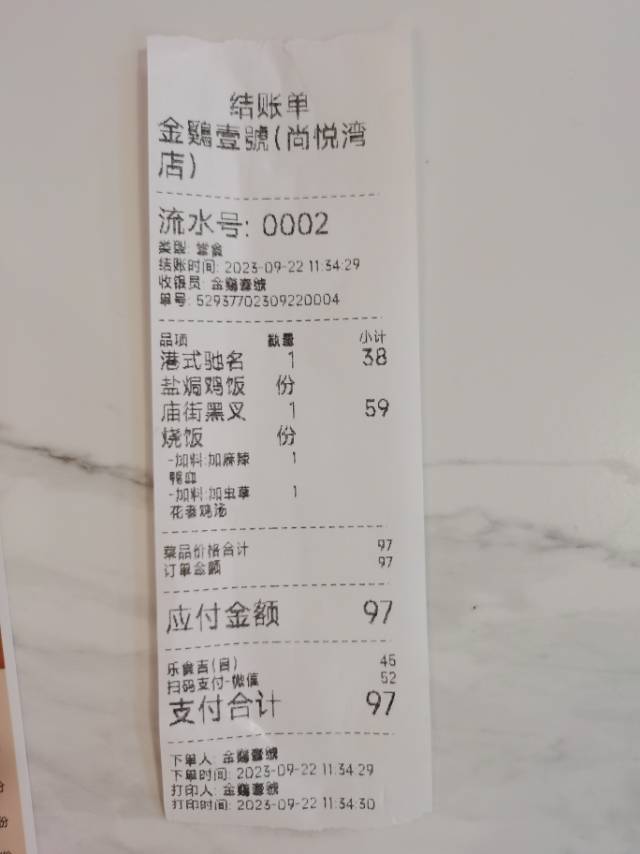 结账单
金鷄壹號(尚悦湾
店)
流水号: 0002
类型: 堂食
结账时间: 2023-09-22 11:34:29
收银员: 金鷄壹號
单号: 52937702309220004
品项 数量 小计
港式驰名 1 38
盐焗鸡饭 份
庙街黑叉 1 59
烧饭 份
-加料:加麻辣 1
鸭血
-加料:加虫草 1
花老鸡汤
菜品价格合计 97
订单金额 97
应付金额 97
乐食吉(自) 45
扫码支付-微信 52
支付合计 97
下单人: 金鷄壹號
下单时间: 2023-09-22 11:34:29
打印人: 金鷄壹號
打印时间: 2023-09-22 11:34:30
份